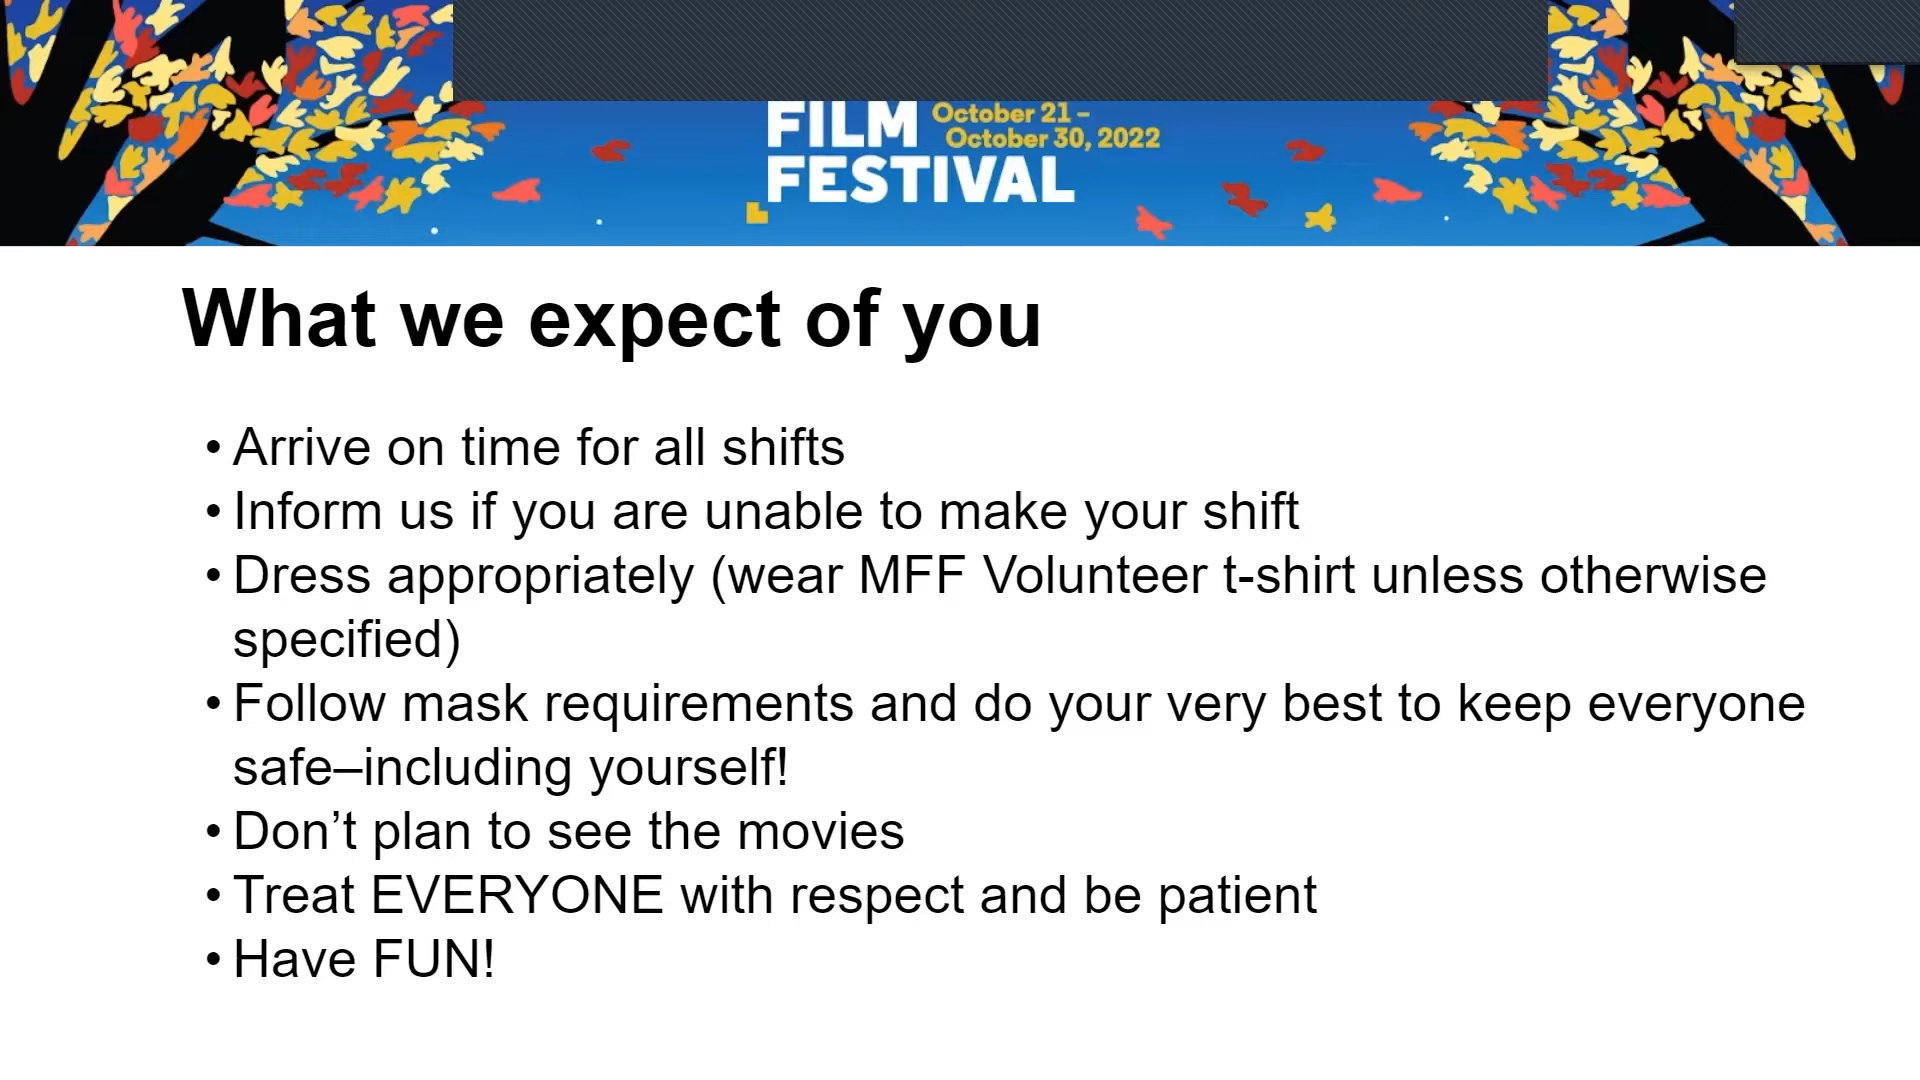 FILM
October 21 –
October 30, 2022
FESTIVAL
What we expect of you
• Arrive on time for all shifts
• Inform us if you are unable to make your shift
• Dress appropriately (wear MFF Volunteer t-shirt unless otherwise
specified)
• Follow mask requirements and do your very best to keep everyone
safe–including yourself!
• Don’t plan to see the movies
• Treat EVERYONE with respect and be patient
• Have FUN!